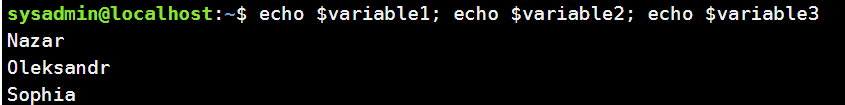 sysadmin@localhost:~$ echo $variable1; echo $variable2; echo $variable3
Nazar
Oleksandr
Sophia